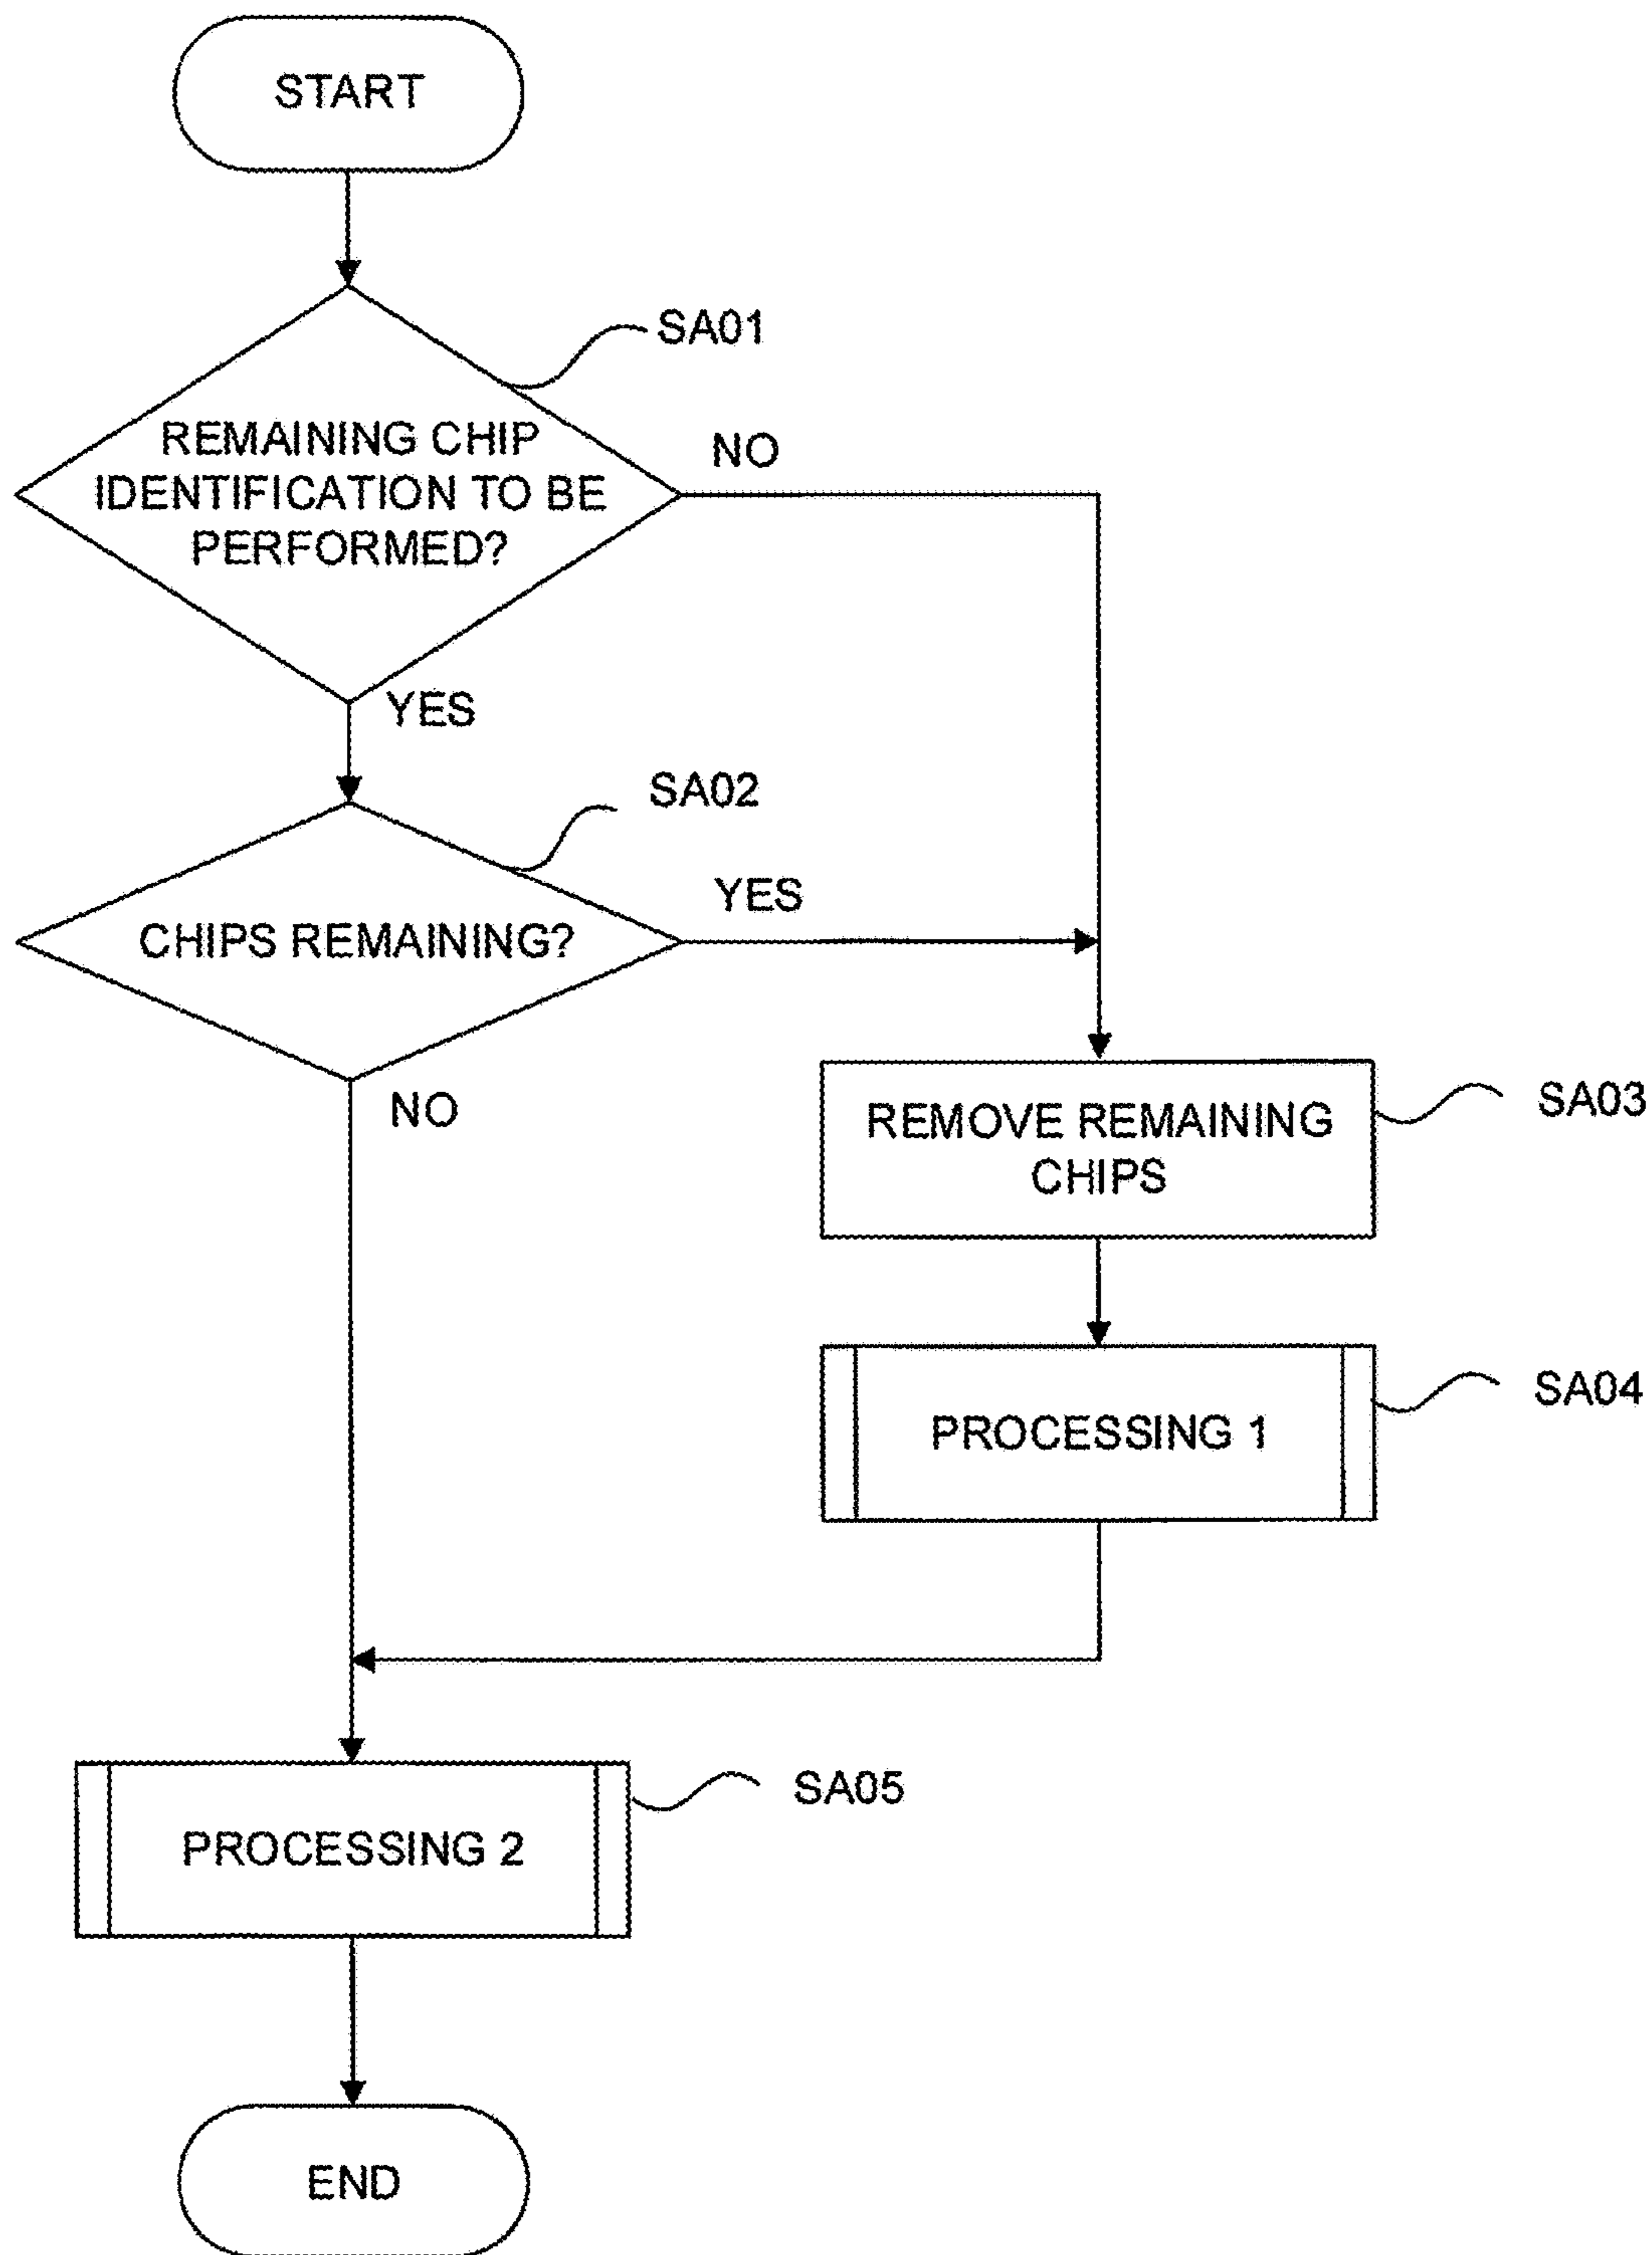 START
SA01
REMAINING CHIP
IDENTIFICATION TO BE
PERFORMED?
NO
YES
SA02
CHIPS REMAINING?
YES
NO
REMOVE REMAINING
CHIPS
SA03
PROCESSING 1
SA04
PROCESSING 2
SA05
END